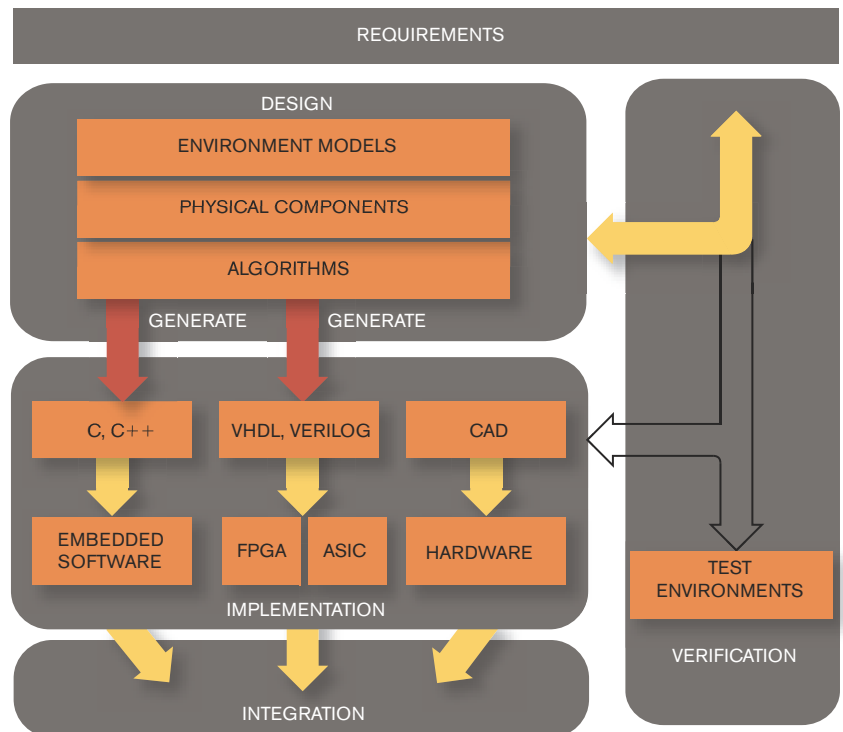 REQUIREMENTS
DESIGN
ENVIRONMENT MODELS
PHYSICAL COMPONENTS
ALGORITHMS
GENERATE
GENERATE
C, C++
VHDL, VERILOG
CAD
EMBEDDED
SOFTWARE
FPGA
ASIC
HARDWARE
IMPLEMENTATION
INTEGRATION
TEST
ENVIRONMENTS
VERIFICATION